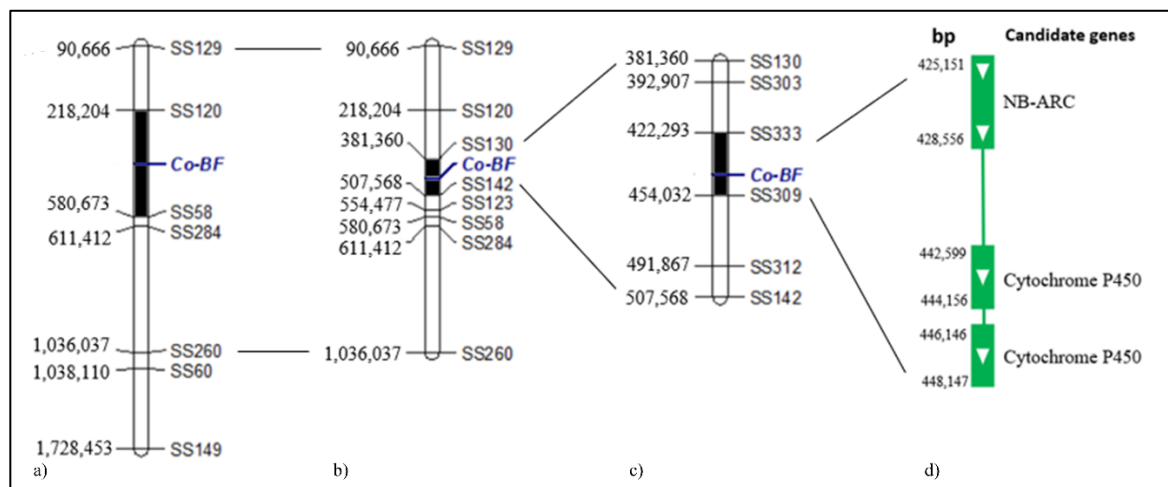 90,666 SS129
218,204 SS120
Co-BF
580,673 SS58
611,412 SS284
1,036,037 SS260
1,038,110 SS60
1,728,453 SS149
a)
90,666 SS129
218,204 SS120
381,360 SS130
Co-BF
507,568 SS142
554,477 SS123
580,673 SS58
611,412 SS284
1,036,037 SS260
b)
381,360 SS130
392,907 SS303
422,293 SS333
Co-BF
454,032 SS309
491,867 SS312
507,568 SS142
c)
bp Candidate genes
425,151
NB-ARC
428,556
442,599
Cytochrome P450
444,156
446,146
Cytochrome P450
448,147
d)